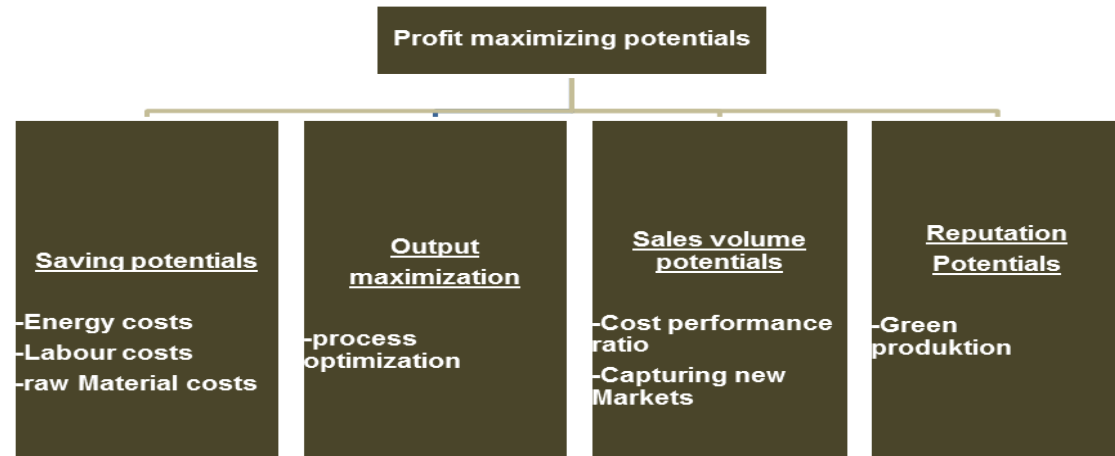 Profit maximizing potentials
Saving potentials
-Energy costs
-Labour costs
-raw Material costs
Output
maximization
-process
optimization
Sales volume
potentials
-Cost performance
ratio
-Capturing new
Markets
Reputation
Potentials
-Green
produktion